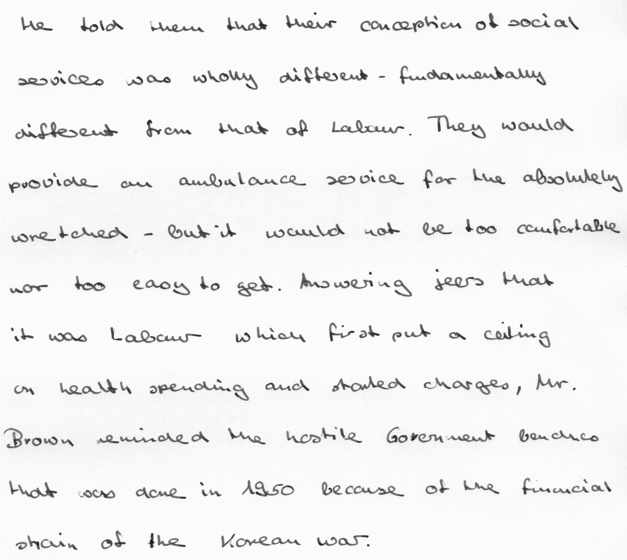 He told them that their conception of social
services was wholly different - fundamentally
different from that of Labour. They would
provide an ambulance service for the absolutely
wretched - but it would not be too comfortable
nor too easy to get. Answering jeers that
it was Labour which first put a ceiling
on health spending and started charges, Mr.
Brown reminded the hostile Government benches
that was done in 1950 because of the financial
strain of the Korean war.